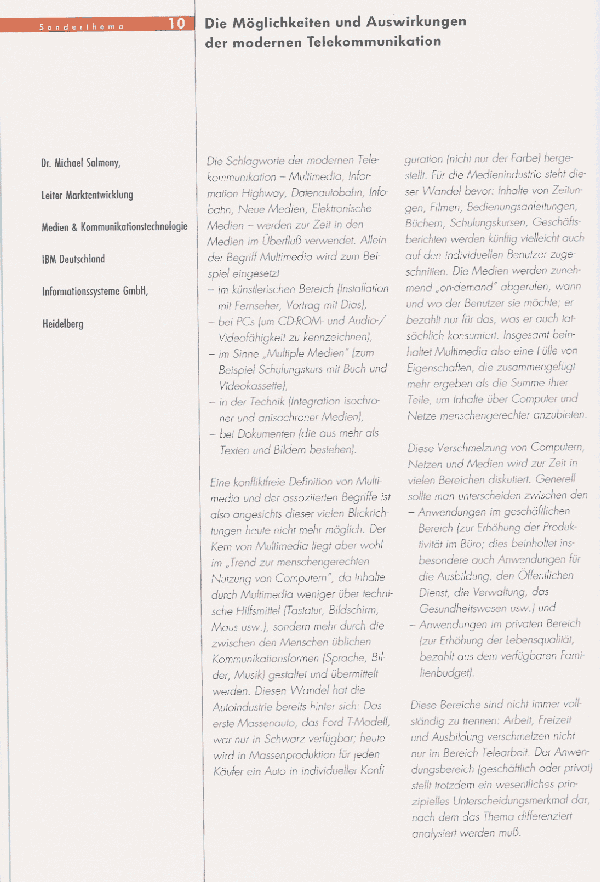 Sonderthema 10
Die Möglichkeiten und Auswirkungen
der modernen Telekommunikation
Dr. Michael Salmony,
Leiter Marktentwicklung
Medien & Kommunikationstechnologie
IBM Deutschland
Informationssysteme GmbH,
Heidelberg
Die Schlagworte der modernen Tele-
kommunikation – Multimedia, Infor-
mation Highway, Datenautobahn, Info-
bahn, Neue Medien, Elektronische
Medien – werden zur Zeit in den
Medien im Überfluß verwendet. Allein
der Begriff Multimedia wird zum Bei-
spiel eingesetzt
– im künstlerischen Bereich (Installation
mit Fernseher, Vortrag mit Dias),
– bei PCs (um CD-ROM- und Audio-/
Videofähigkeit zu kennzeichnen),
– im Sinne „Multiple Medien“ (zum
Beispiel Schulungskurs mit Buch und
Videokassette),
– in der Technik (Integration isochro-
ner und anisochroner Medien),
– bei Dokumenten (die aus mehr als
Texten und Bildern bestehen).
Eine konfliktfreie Definition von Multi-
media und der assoziierten Begriffe ist
also angesichts dieser vielen Blickrich-
tungen heute nicht mehr möglich. Der
Kern von Multimedia liegt aber wohl
im „Trend zur menschengerechten
Nutzung von Computern“, da Inhalte
durch Multimedia weniger über techni-
sche Hilfsmittel (Tastatur, Bildschirm,
Maus usw.), sondern mehr durch die
zwischen den Menschen üblichen
Kommunikationsformen (Sprache, Bil-
der, Musik) gestaltet und übermittelt
werden. Diesen Wandel hat die
Autoindustrie bereits hinter sich: Das
erste Massenauto, das Ford T-Modell,
war nur in Schwarz verfügbar; heute
wird in Massenproduktion für jeden
Käufer ein Auto in individueller Konfi-
guration (nicht nur der Farbe) herge-
stellt. Für die Medienindustrie steht die-
ser Wandel bevor: Inhalte von Zeitun-
gen, Filmen, Bedienungsanleitungen,
Büchern, Schulungskursen, Geschäfts-
berichten werden künftig vielleicht auch
auf den individuellen Benutzer zuge-
schnitten. Die Medien werden zuneh-
mend „on-demand“ abgerufen, wann
und wo der Benutzer sie möchte; er
bezahlt nur für das, was er auch tat-
sächlich konsumiert. Insgesamt bein-
haltet Multimedia also eine Fülle von
Eigenschaften, die zusammengefügt
mehr ergeben als die Summe ihrer
Teile, um Inhalte über Computer und
Netze menschengerechter anzubieten.
Diese Verschmelzung von Computern,
Netzen und Medien wird zur Zeit in
vielen Bereichen diskutiert. Generell
sollte man unterscheiden zwischen den
– Anwendungen im geschäftlichen
Bereich (zur Erhöhung der Produk-
tivität im Büro; dies beinhaltet ins-
besondere auch Anwendungen für
die Ausbildung, den Öffentlichen
Dienst, die Verwaltung, das
Gesundheitswesen usw.) und
– Anwendungen im privaten Bereich
(zur Erhöhung der Lebensqualität,
bezahlt aus dem verfügbaren Fami-
lienbudget).
Diese Bereiche sind nicht immer voll-
ständig zu trennen: Arbeit, Freizeit
und Ausbildung verschmelzen nicht
nur im Bereich Telearbeit. Der Anwen-
dungsbereich (geschäftlich oder privat)
stellt trotzdem ein wesentliches prin-
zipielles Unterscheidungsmerkmal dar,
nach dem das Thema differenziert
analysiert werden muß.